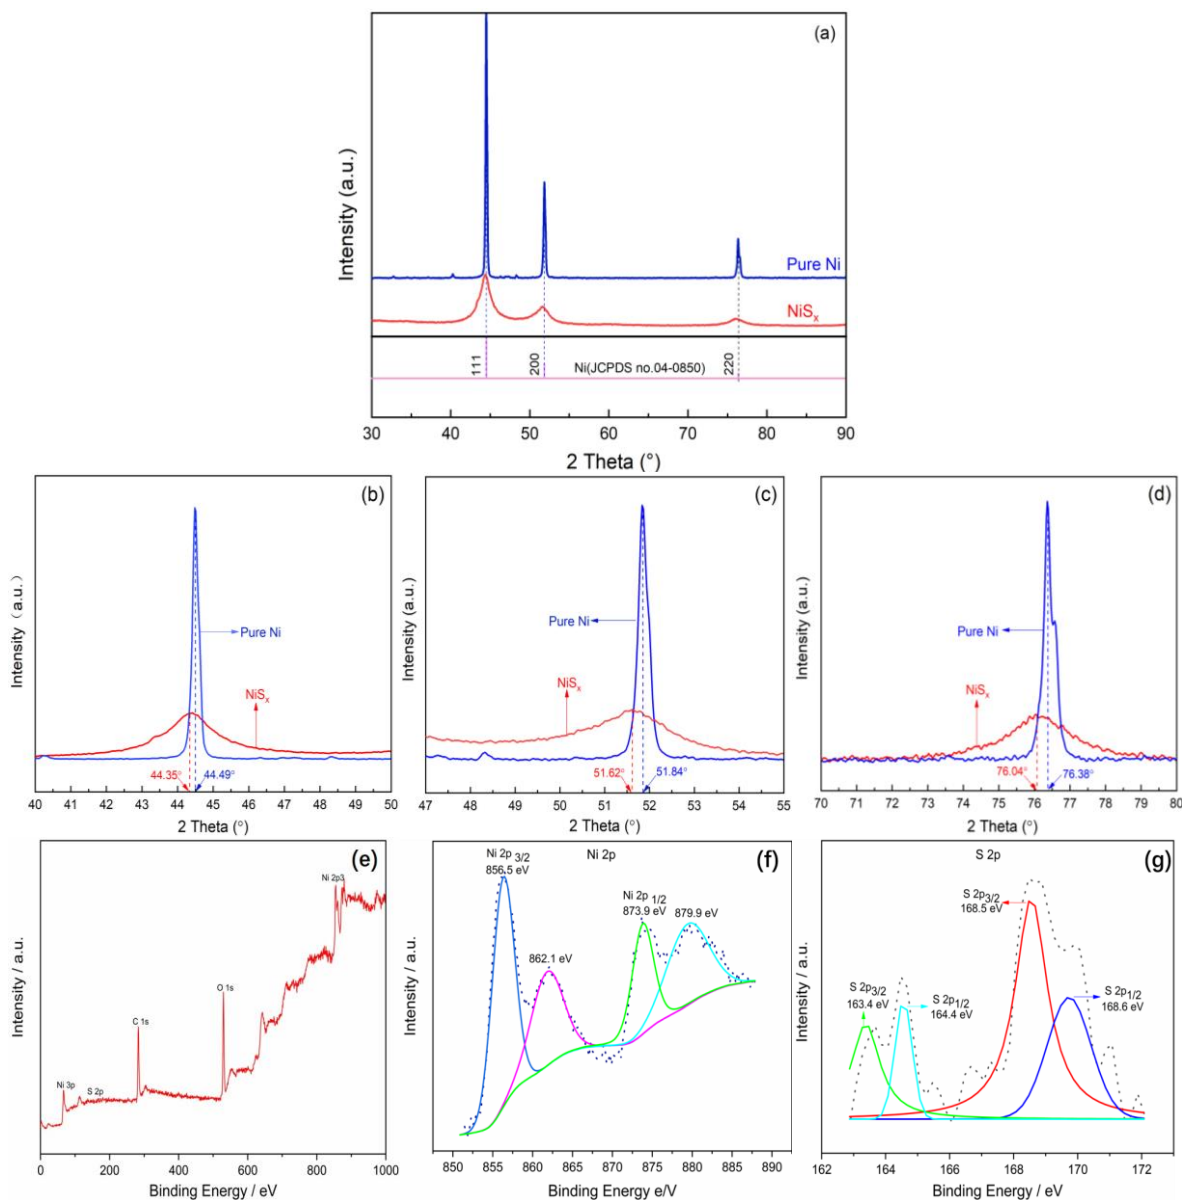 (a)
Intensity (a.u.)
Pure Ni
NiSx
111
200
220
Ni(JCPDS no.04-0850)
30 40 50 60 70 80 90
2 Theta (°)
(b)
Intensity (a.u.)
Pure Ni
NiSx
44.35° 44.49°
40 41 42 43 44 45 46 47 48 49 50
2 Theta (°)
(c)
Intensity (a.u.)
Pure Ni
NiSx
51.62° 51.84°
47 48 49 50 51 52 53 54 55
2 Theta (°)
(d)
Intensity (a.u.)
Pure Ni
NiSx
76.04° 76.38°
70 71 72 73 74 75 76 77 78 79 80
2 Theta (°)
(e)
Intensity / a.u.
Ni 2p3
O 1s
C 1s
Ni 3p
S 2p
0 200 400 600 800 1000
Binding Energy / eV
(f)
Ni 2p
Intensity / a.u.
Ni 2p 3/2
856.5 eV
862.1 eV
Ni 2p 1/2
873.9 eV
879.9 eV
850 855 860 865 870 875 880 885 890
Binding Energy e/V
(g)
S 2p
Intensity / a.u.
S 2p3/2
168.5 eV
S 2p3/2
163.4 eV
S 2p1/2
164.4 eV
S 2p1/2
168.6 eV
162 164 166 168 170 172
Binding Energy / eV